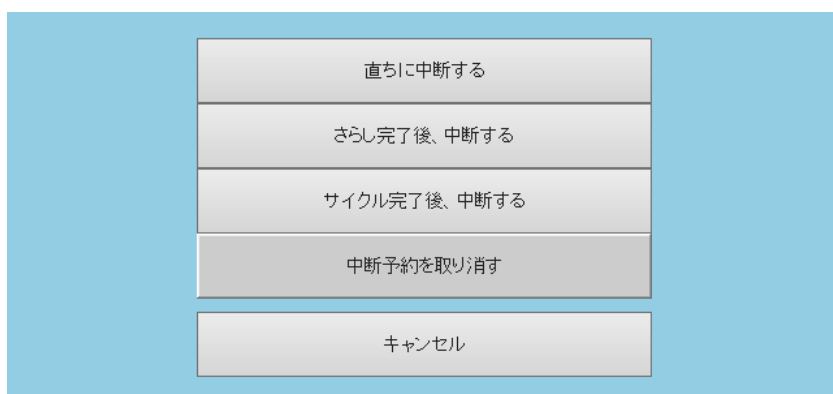 直ちに中断する
さらし完了後、中断する
サイクル完了後、中断する
中断予約を取り消す
キャンセル